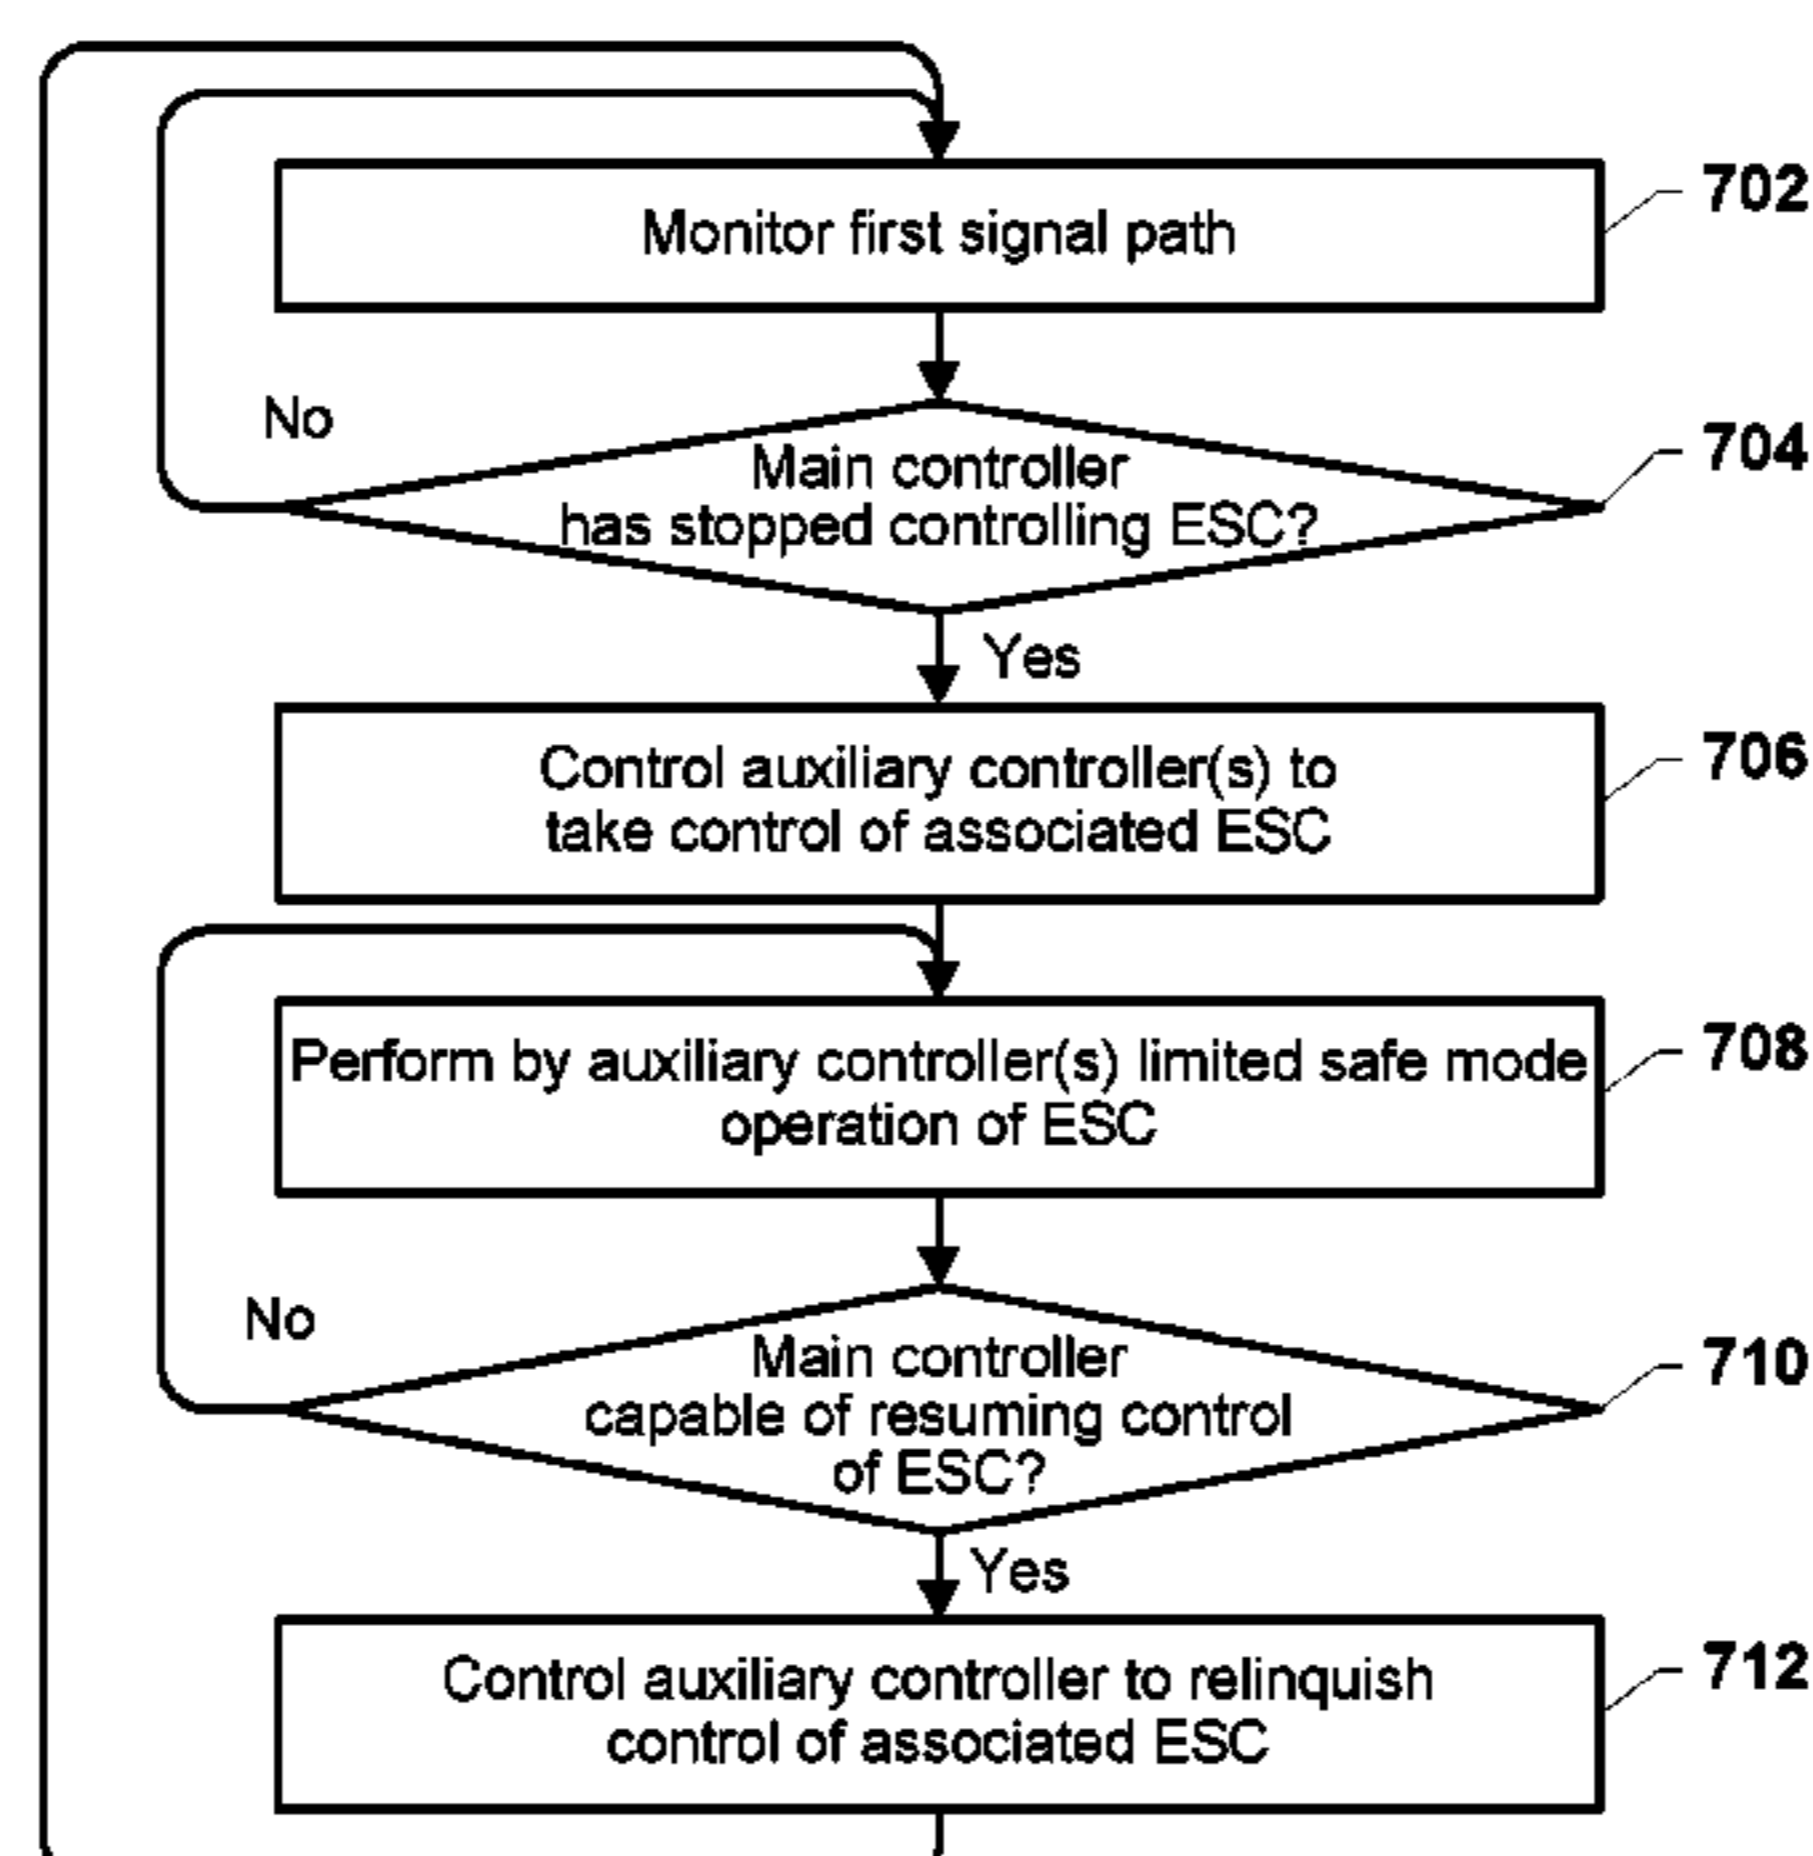 Monitor first signal path
702
No
Main controller
has stopped controlling ESC?
704
Yes
Control auxiliary controller(s) to
take control of associated ESC
706
Perform by auxiliary controller(s) limited safe mode
operation of ESC
708
No
Main controller
capable of resuming control
of ESC?
710
Yes
Control auxiliary controller to relinquish
control of associated ESC
712